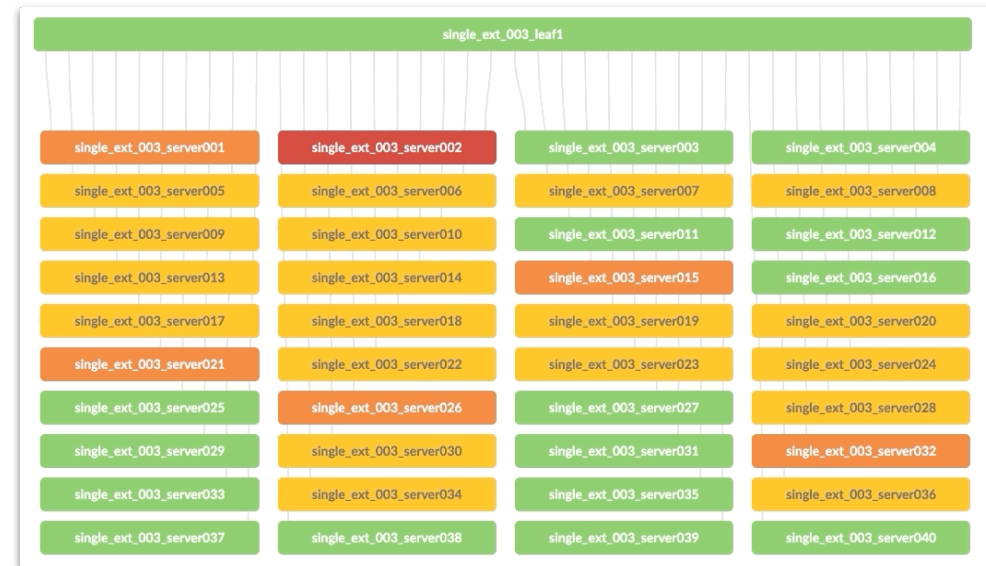 single_ext_003_leaf1
single_ext_003_server001 single_ext_003_server002 single_ext_003_server003 single_ext_003_server004
single_ext_003_server005 single_ext_003_server006 single_ext_003_server007 single_ext_003_server008
single_ext_003_server009 single_ext_003_server010 single_ext_003_server011 single_ext_003_server012
single_ext_003_server013 single_ext_003_server014 single_ext_003_server015 single_ext_003_server016
single_ext_003_server017 single_ext_003_server018 single_ext_003_server019 single_ext_003_server020
single_ext_003_server021 single_ext_003_server022 single_ext_003_server023 single_ext_003_server024
single_ext_003_server025 single_ext_003_server026 single_ext_003_server027 single_ext_003_server028
single_ext_003_server029 single_ext_003_server030 single_ext_003_server031 single_ext_003_server032
single_ext_003_server033 single_ext_003_server034 single_ext_003_server035 single_ext_003_server036
single_ext_003_server037 single_ext_003_server038 single_ext_003_server039 single_ext_003_server040